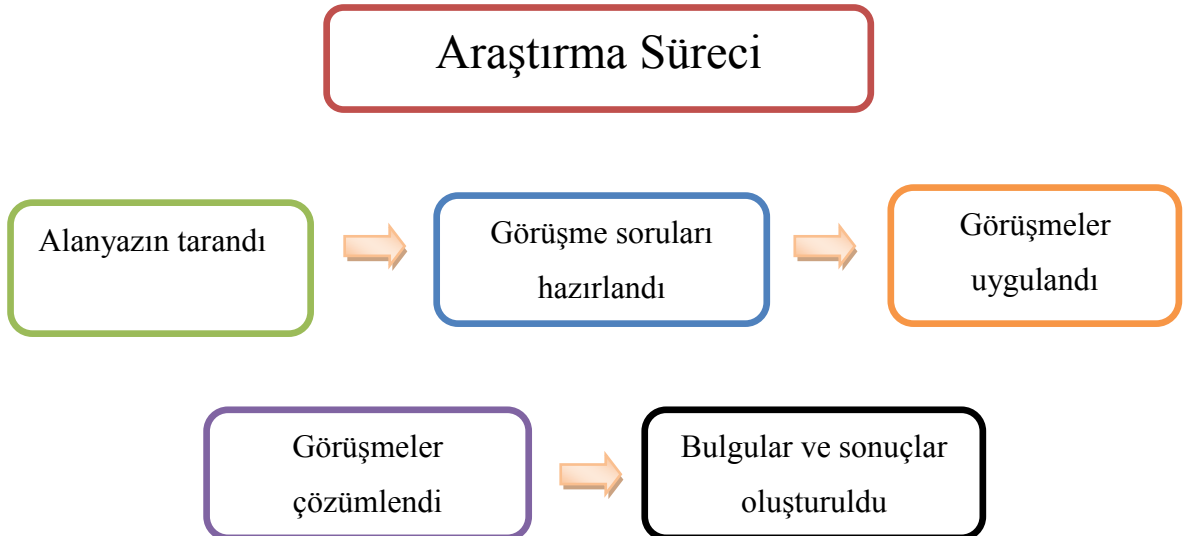 Araştırma Süreci
Alanyazın tarandı
Görüşme soruları
hazırlandı
Görüşmeler
uygulandı
Görüşmeler
çözümlendi
Bulgular ve sonuçlar
oluşturuldu